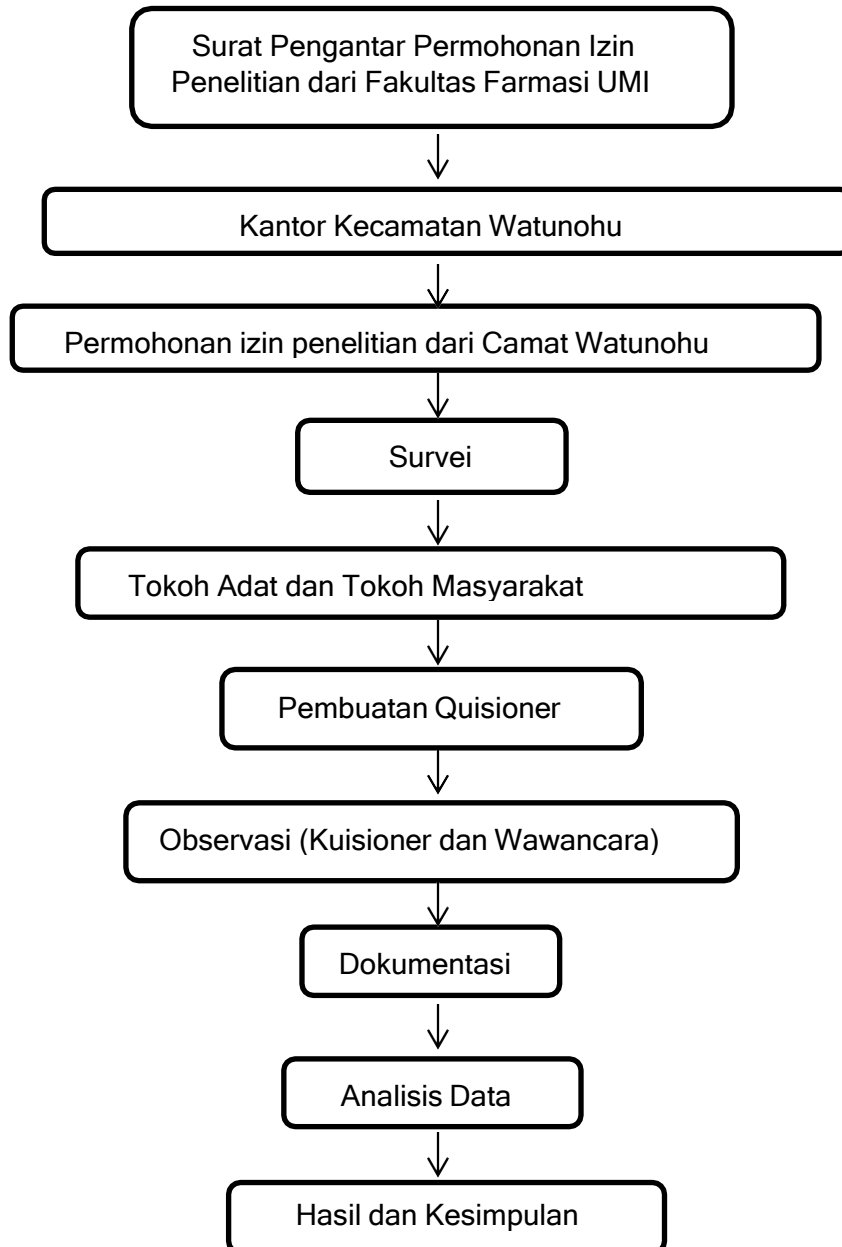 Surat Pengantar Permohonan Izin
Penelitian dari Fakultas Farmasi UMI
Kantor Kecamatan Watunohu
Permohonan izin penelitian dari Camat Watunohu
Survei
Tokoh Adat dan Tokoh Masyarakat
Pembuatan Quisioner
Observasi (Kuisioner dan Wawancara)
Dokumentasi
Analisis Data
Hasil dan Kesimpulan